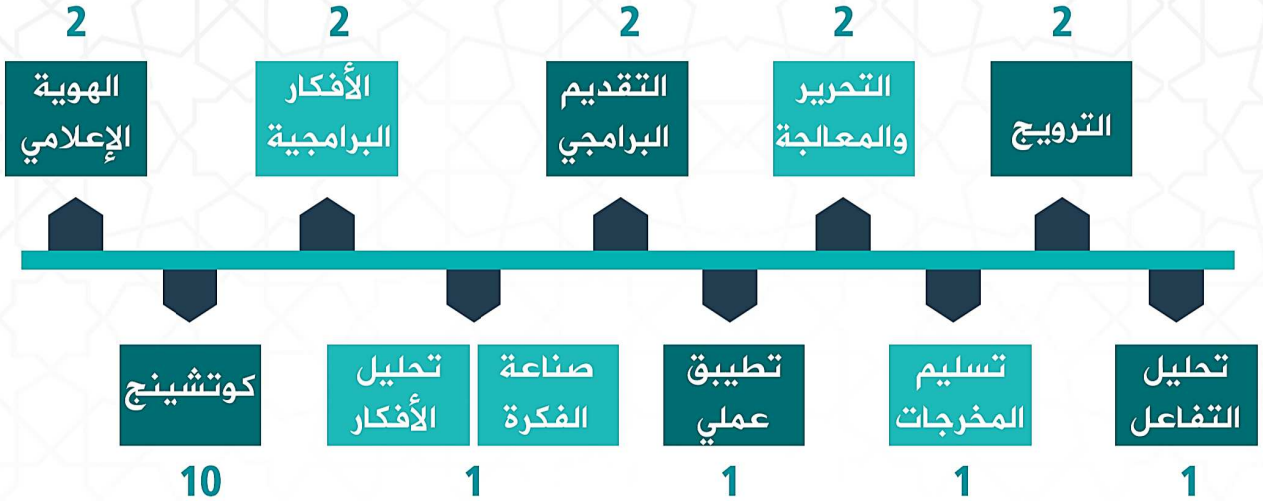 2
الهوية
الإعلامي
2
الأفكار
البرامجية
2
التقديم
البرامجي
2
التحرير
والمعالجة
2
الترويج
كوتشينج
10
تحليل
الأفكار
صناعة
الفكرة
1
تطيبق
عملي
1
تسليم
المخرجات
1
تحليل
التفاعل
1